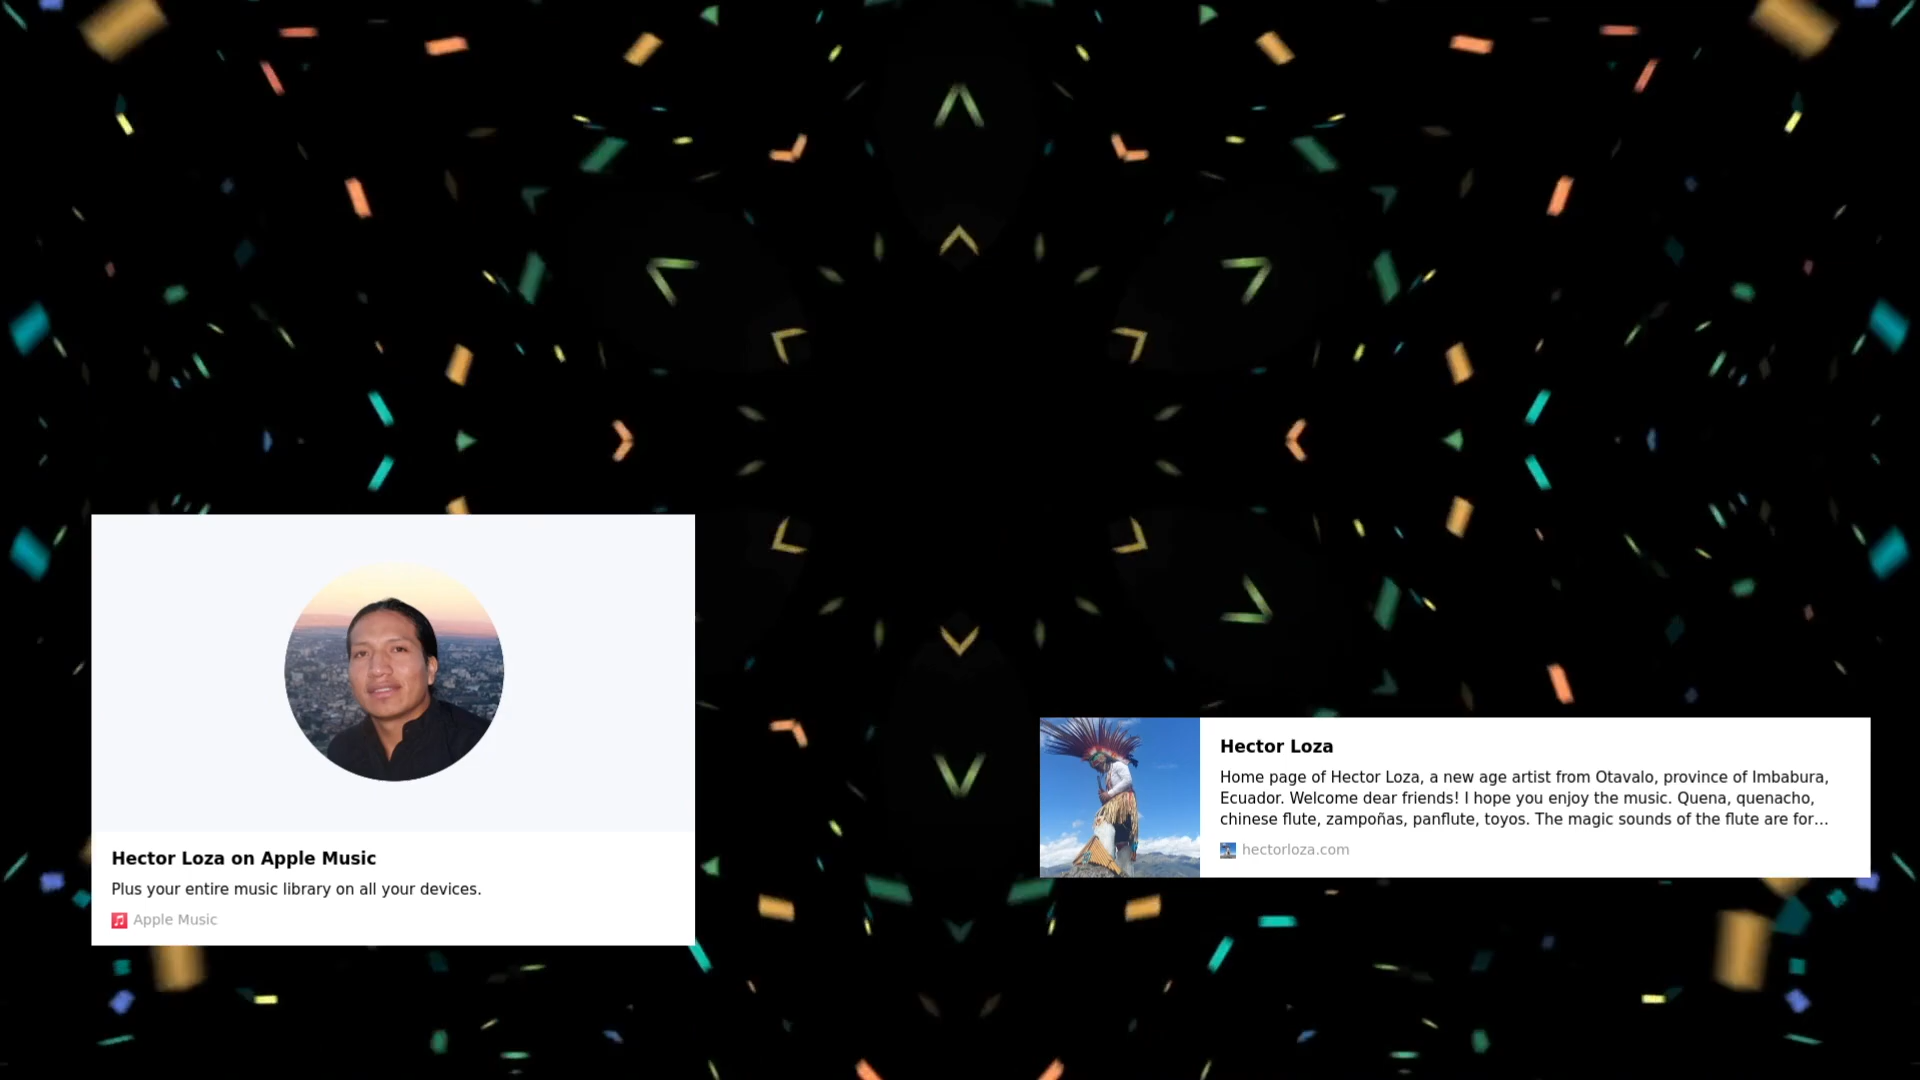 Hector Loza on Apple Music
Plus your entire music library on all your devices.
Apple Music
Hector Loza
Home page of Hector Loza, a new age artist from Otavalo, province of Imbabura,
Ecuador. Welcome dear friends! I hope you enjoy the music. Quena, quenacho,
chinese flute, zampoñas, panflute, toyos. The magic sounds of the flute are for...
hectorloza.com